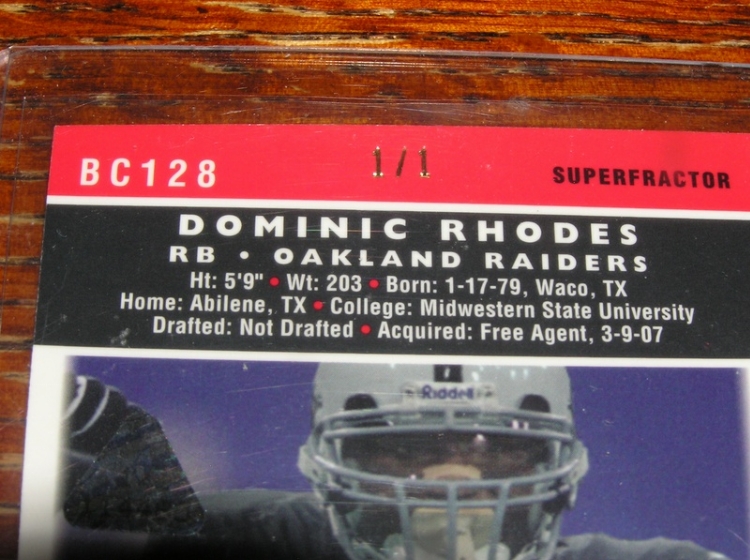 BC128 1/1 SUPERFRACTOR
DOMINIC RHODES
RB • OAKLAND RAIDERS
Ht: 5'9" • Wt: 203 • Born: 1-17-79, Waco, TX
Home: Abilene, TX • College: Midwestern State University
Drafted: Not Drafted • Acquired: Free Agent, 3-9-07
Riddell